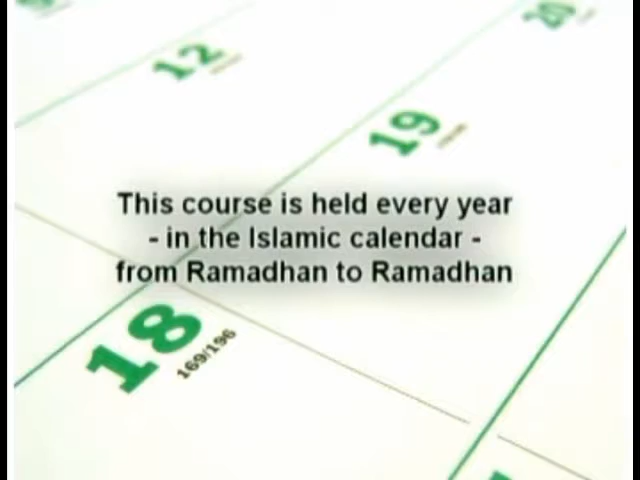 20
12
19
This course is held every year
- in the Islamic calendar -
from Ramadhan to Ramadhan
18
169/196